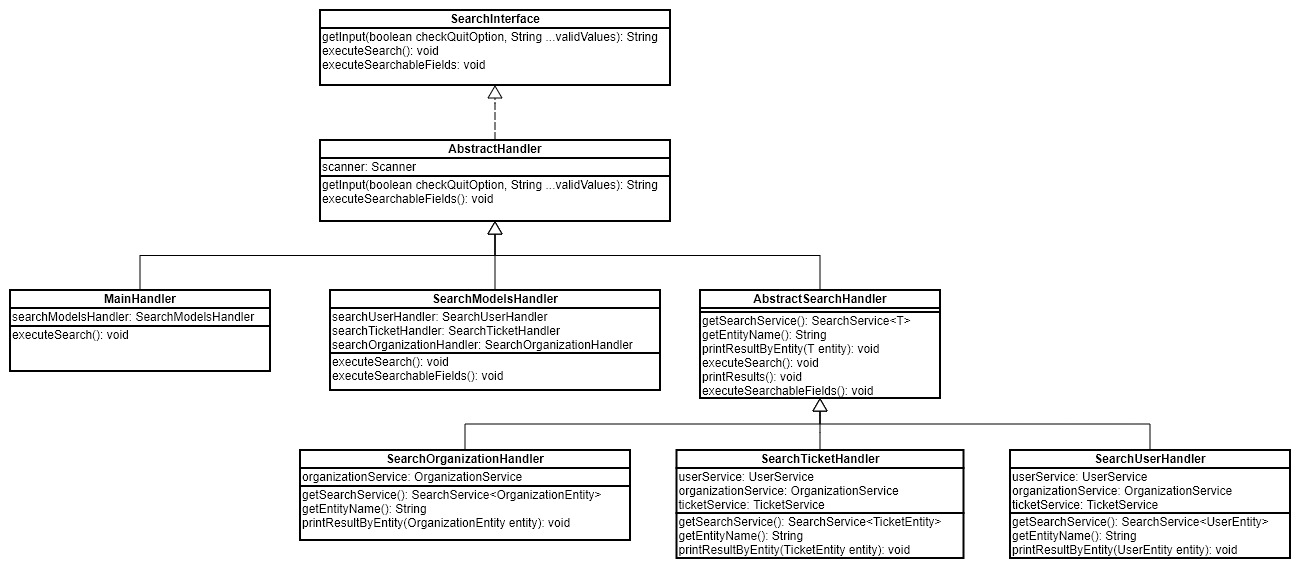 SearchInterface
getInput(boolean checkQuitOption, String ...validValues): String
executeSearch(): void
executeSearchableFields: void
AbstractHandler
scanner: Scanner
getInput(boolean checkQuitOption, String ...validValues): String
executeSearchableFields(): void
MainHandler
searchModelsHandler: SearchModelsHandler
executeSearch(): void
SearchModelsHandler
searchUserHandler: SearchUserHandler
searchTicketHandler: SearchTicketHandler
searchOrganizationHandler: SearchOrganizationHandler
executeSearch(): void
executeSearchableFields(): void
AbstractSearchHandler
getSearchService(): SearchService<T>
getEntityName(): String
printResultByEntity(T entity): void
executeSearch(): void
printResults(): void
executeSearchableFields(): void
SearchOrganizationHandler
organizationService: OrganizationService
getSearchService(): SearchService<OrganizationEntity>
getEntityName(): String
printResultByEntity(OrganizationEntity entity): void
SearchTicketHandler
userService: UserService
organizationService: OrganizationService
ticketService: TicketService
getSearchService(): SearchService<TicketEntity>
getEntityName(): String
printResultByEntity(TicketEntity entity): void
SearchUserHandler
userService: UserService
organizationService: OrganizationService
ticketService: TicketService
getSearchService(): SearchService<UserEntity>
getEntityName(): String
printResultByEntity(UserEntity entity): void